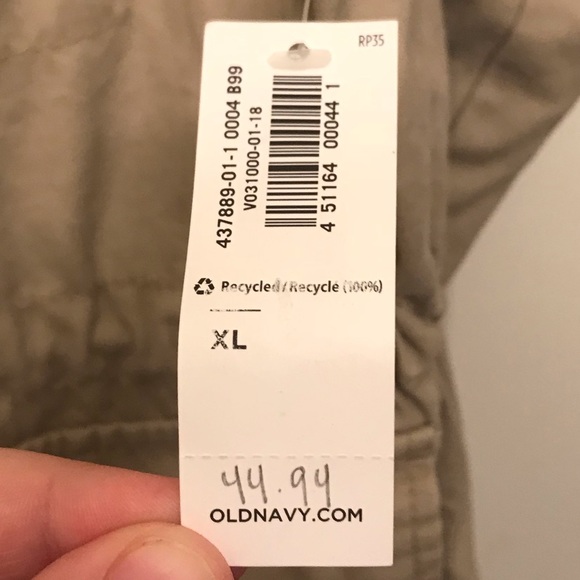 RP35
437889-01-1 0004 B99
V031000-01-18
4 51164 00044 1
Recycled/Recyclé (100%)
XL
44.94
OLDNAVY.COM